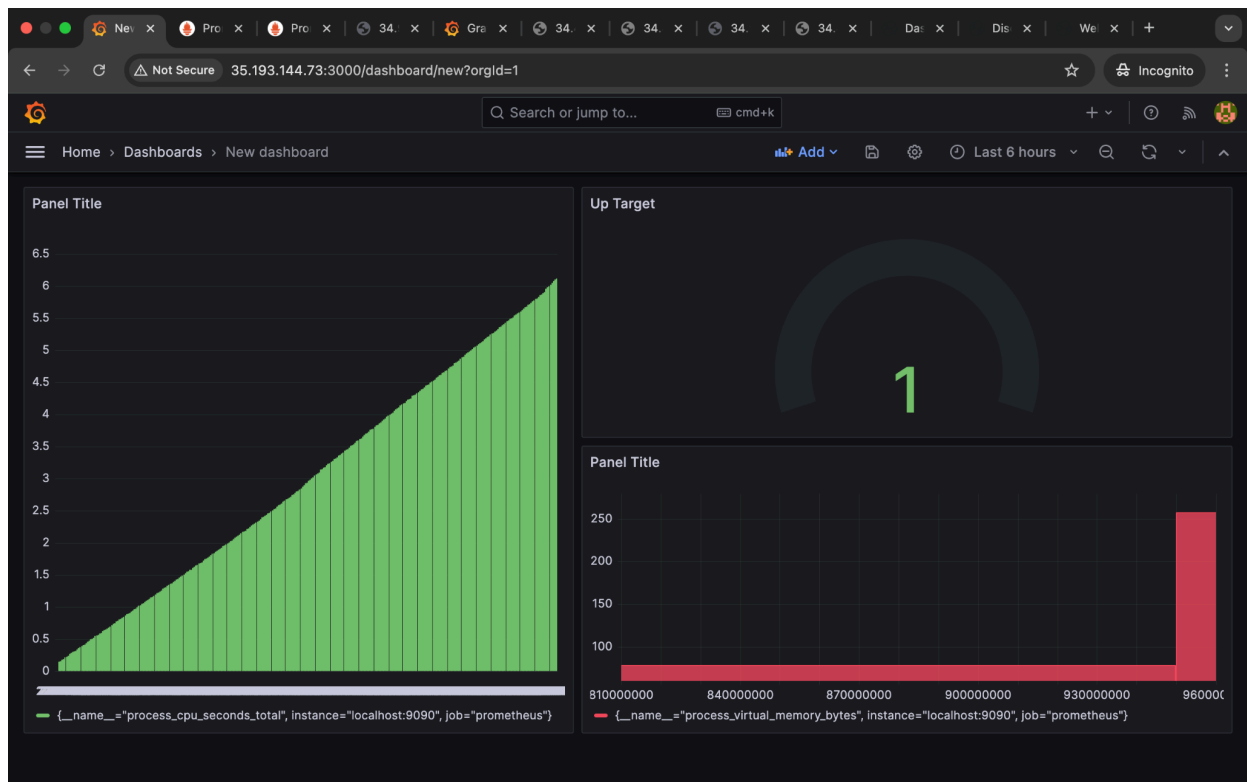 New
Pro
Pro
34.
Gra
34.
34.
34.
34.
Das
Dis
We
Not Secure
35.193.144.73:3000/dashboard/new?orgId=1
Incognito
Search or jump to...
cmd+k
Home › Dashboards › New dashboard
Add
Last 6 hours
Panel Title
6.5
6
5.5
5
4.5
4
3.5
3
2.5
2
1.5
1
0.5
0
{__name__="process_cpu_seconds_total", instance="localhost:9090", job="prometheus"}
Up Target
1
Panel Title
250
200
150
100
810000000 840000000 870000000 900000000 930000000
{__name__="process_virtual_memory_bytes", instance="localhost:9090", job="prometheus"}